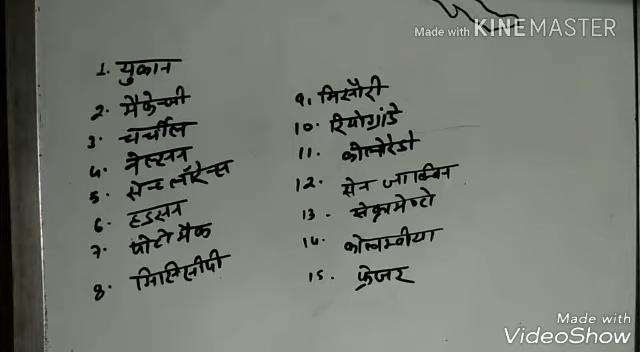 Made with KINEMASTER
1. युकान
2. मैकेन्जी
3. चर्चील
4. नेल्सन
5. सेन्ट लॉरेन्स
6. हडसन
7. पोटोमैक
8. मिसिसीपी
9. मिसौरी
10. रियोग्रांडे
11. कोलोरैडो
12. सेन जाक्विन
13. सेक्रामेण्टो
14. कोलम्बीया
15. फ्रेजर
Made with
VideoShow